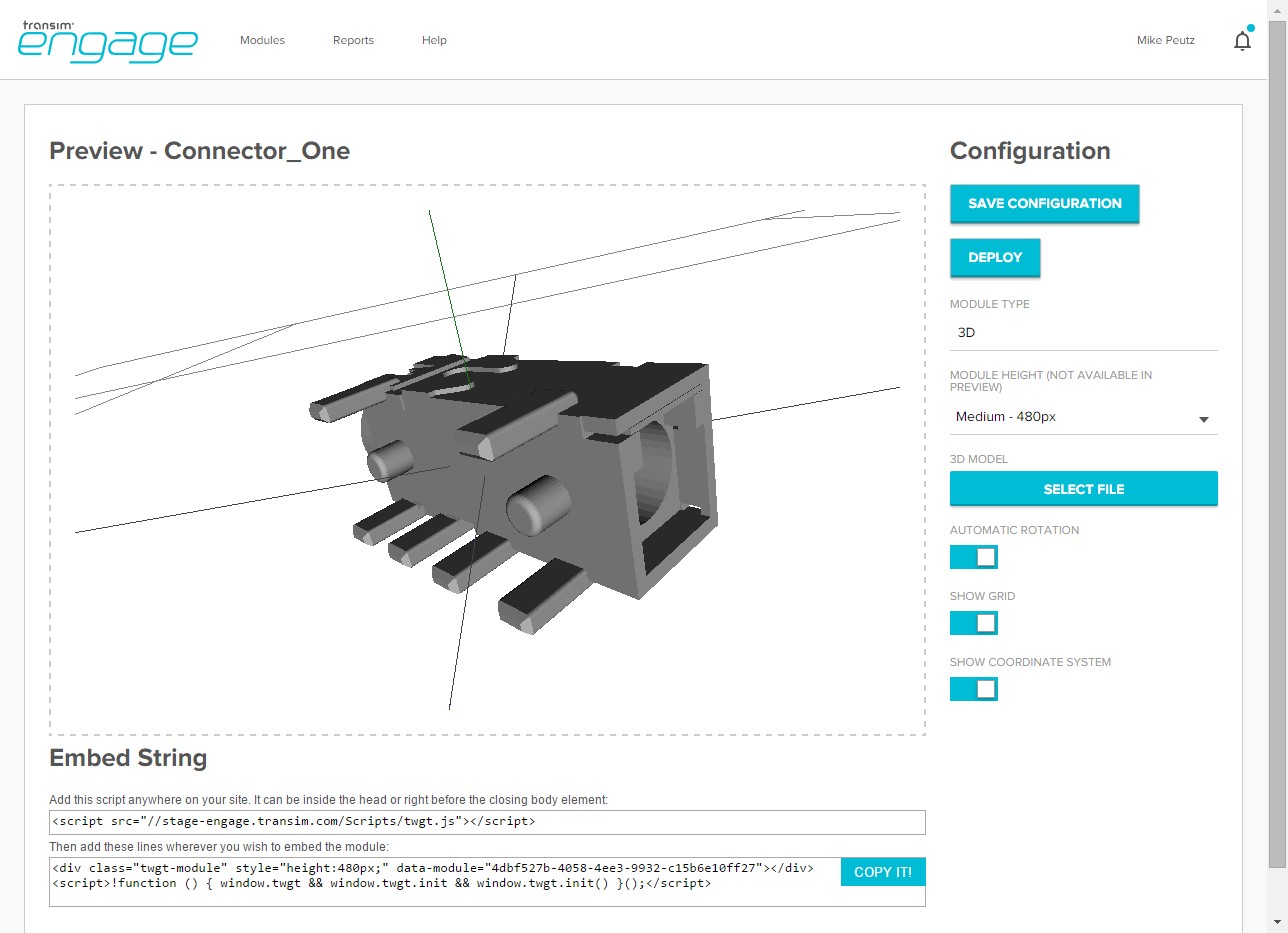 transim
engage
Modules
Reports
Help
Mike Peutz
Preview - Connector_One
Configuration
SAVE CONFIGURATION
DEPLOY
MODULE TYPE
3D
MODULE HEIGHT (NOT AVAILABLE IN
PREVIEW)
Medium - 480px
3D MODEL
SELECT FILE
AUTOMATIC ROTATION
SHOW GRID
SHOW COORDINATE SYSTEM
Embed String
Add this script anywhere on your site. It can be inside the head or right before the closing body element:
<script src="//stage-engage.transim.com/Scripts/twgt.js"></script>
Then add these lines wherever you wish to embed the module:
<div class="twgt-module" style="height:480px;" data-module="4dbf527b-4058-4ee3-9932-c15b6e10ff27"></div>
<script>!function () { window.twgt && window.twgt.init && window.twgt.init() }();</script>
COPY IT!